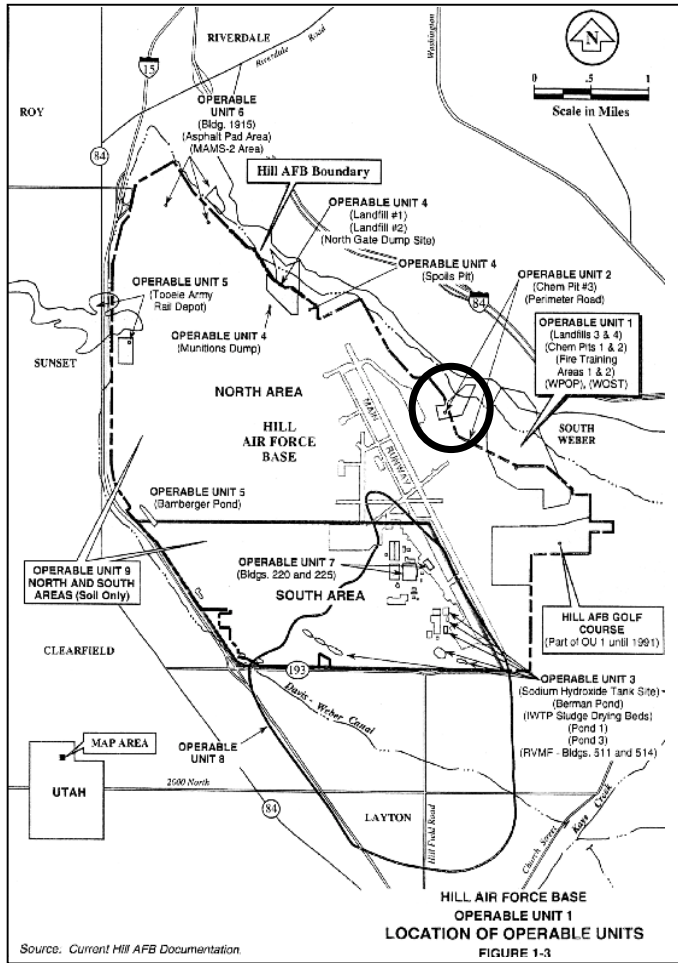 RIVERDALE
Riverdale Road
Washington
N
15
0 .5 1
Scale in Miles
ROY
OPERABLE
UNIT 6
(Bldg. 1915)
(Asphalt Pad Area)
(MAMS-2 Area)
84
Hill AFB Boundary
OPERABLE UNIT 4
(Landfill #1)
(Landfill #2)
(North Gate Dump Site)
OPERABLE UNIT 4
(Spoils Pit)
OPERABLE UNIT 2
(Chem Pit #3)
(Perimeter Road)
84
OPERABLE UNIT 5
(Tooele Army
Rail Depot)
OPERABLE UNIT 1
(Landfills 3 & 4)
(Chem Pits 1 & 2)
(Fire Training
Areas 1 & 2)
(WPOP), (WOST)
OPERABLE UNIT 4
(Munitions Dump)
SUNSET
NORTH AREA
HILL
AIR FORCE
BASE
MAIN RUNWAY
SOUTH
WEBER
OPERABLE UNIT 5
(Bamberger Pond)
OPERABLE UNIT 9
NORTH AND SOUTH
AREAS (Soil Only)
OPERABLE UNIT 7
(Bldgs. 220 and 225)
SOUTH AREA
HILL AFB GOLF
COURSE
(Part of OU 1 until 1991)
CLEARFIELD
193
OPERABLE UNIT 3
(Sodium Hydroxide Tank Site)
(Berman Pond)
(IWTP Sludge Drying Beds)
(Pond 1)
(Pond 3)
(RVMF - Bldgs. 511 and 514)
Davis - Weber Canal
MAP AREA
OPERABLE
UNIT 8
UTAH
2000 North
84
LAYTON
Hill Field Road
Church Street
Kays Creek
HILL AIR FORCE BASE
OPERABLE UNIT 1
LOCATION OF OPERABLE UNITS
FIGURE 1-3
Source. Current Hill AFB Documentation.